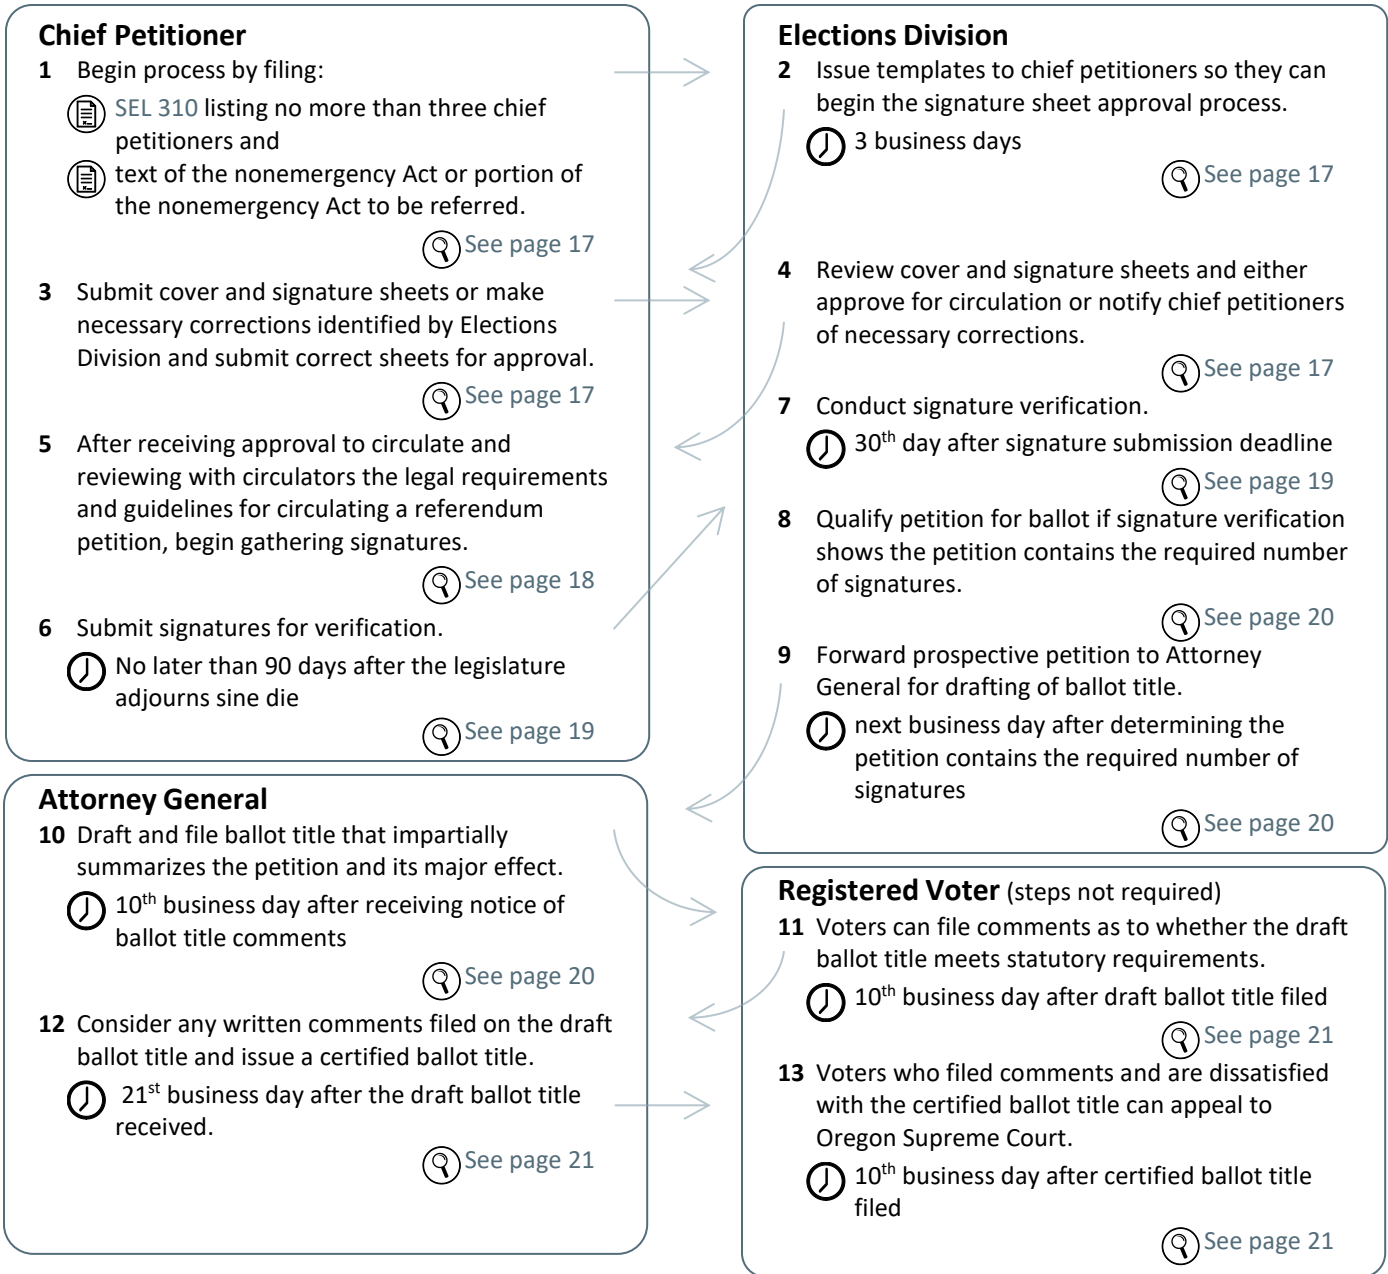 Chief Petitioner
1 Begin process by filing:
SEL 310 listing no more than three chief
petitioners and
text of the nonemergency Act or portion of
the nonemergency Act to be referred.
See page 17
3 Submit cover and signature sheets or make
necessary corrections identified by Elections
Division and submit correct sheets for approval.
See page 17
5 After receiving approval to circulate and
reviewing with circulators the legal requirements
and guidelines for circulating a referendum
petition, begin gathering signatures.
See page 18
6 Submit signatures for verification.
No later than 90 days after the legislature
adjourns sine die
See page 19
Elections Division
2 Issue templates to chief petitioners so they can
begin the signature sheet approval process.
3 business days
See page 17
4 Review cover and signature sheets and either
approve for circulation or notify chief petitioners
of necessary corrections.
See page 17
7 Conduct signature verification.
30th day after signature submission deadline
See page 19
8 Qualify petition for ballot if signature verification
shows the petition contains the required number
of signatures.
See page 20
9 Forward prospective petition to Attorney
General for drafting of ballot title.
next business day after determining the
petition contains the required number of
signatures
See page 20
Attorney General
10 Draft and file ballot title that impartially
summarizes the petition and its major effect.
10th business day after receiving notice of
ballot title comments
See page 20
12 Consider any written comments filed on the draft
ballot title and issue a certified ballot title.
21st business day after the draft ballot title
received.
See page 21
Registered Voter (steps not required)
11 Voters can file comments as to whether the draft
ballot title meets statutory requirements.
10th business day after draft ballot title filed
See page 21
13 Voters who filed comments and are dissatisfied
with the certified ballot title can appeal to
Oregon Supreme Court.
10th business day after certified ballot title
filed
See page 21